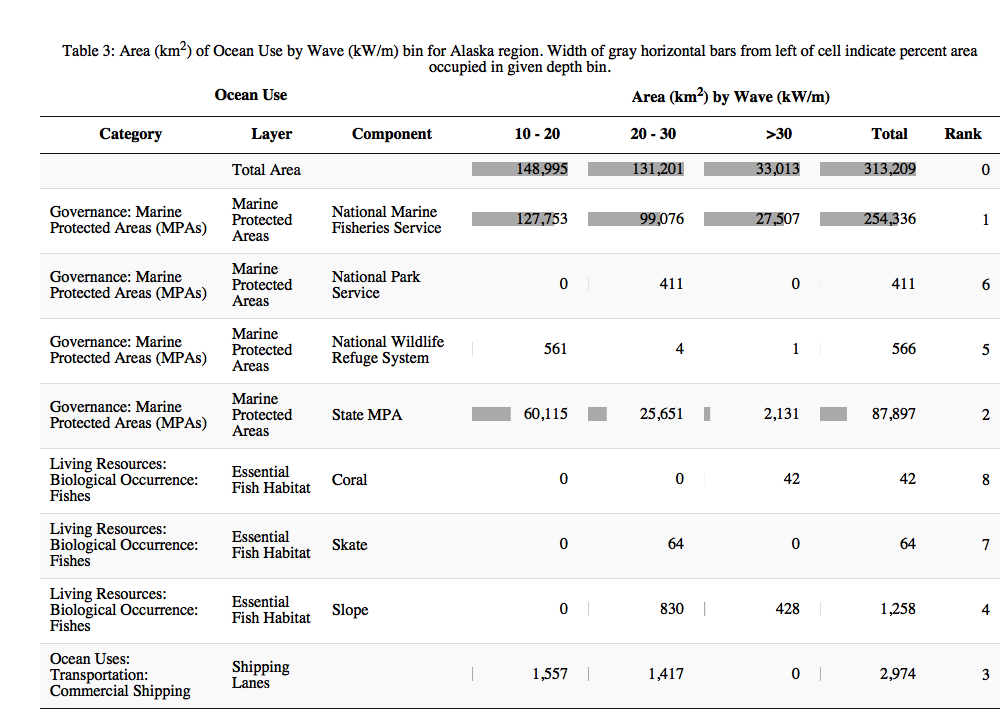 Table 3: Area (km²) of Ocean Use by Wave (kW/m) bin for Alaska region. Width of gray horizontal bars from left of cell indicate percent area
occupied in given depth bin.
Ocean Use Area (km²) by Wave (kW/m)
Category Layer Component 10 - 20 20 - 30 >30 Total Rank
Total Area 148,995 131,201 33,013 313,209 0
Governance: Marine
Protected Areas (MPAs)
Marine
Protected
Areas
National Marine
Fisheries Service
127,753 99,076 27,507 254,336 1
Governance: Marine
Protected Areas (MPAs)
Marine
Protected
Areas
National Park
Service
0 411 0 411 6
Governance: Marine
Protected Areas (MPAs)
Marine
Protected
Areas
National Wildlife
Refuge System
561 4 1 566 5
Governance: Marine
Protected Areas (MPAs)
Marine
Protected
Areas
State MPA
60,115 25,651 2,131 87,897 2
Living Resources:
Biological Occurrence:
Fishes
Essential
Fish Habitat
Coral
0 0 42 42 8
Living Resources:
Biological Occurrence:
Fishes
Essential
Fish Habitat
Skate
0 64 0 64 7
Living Resources:
Biological Occurrence:
Fishes
Essential
Fish Habitat
Slope
0 830 428 1,258 4
Ocean Uses:
Transportation:
Commercial Shipping
Shipping
Lanes
1,557 1,417 0 2,974 3